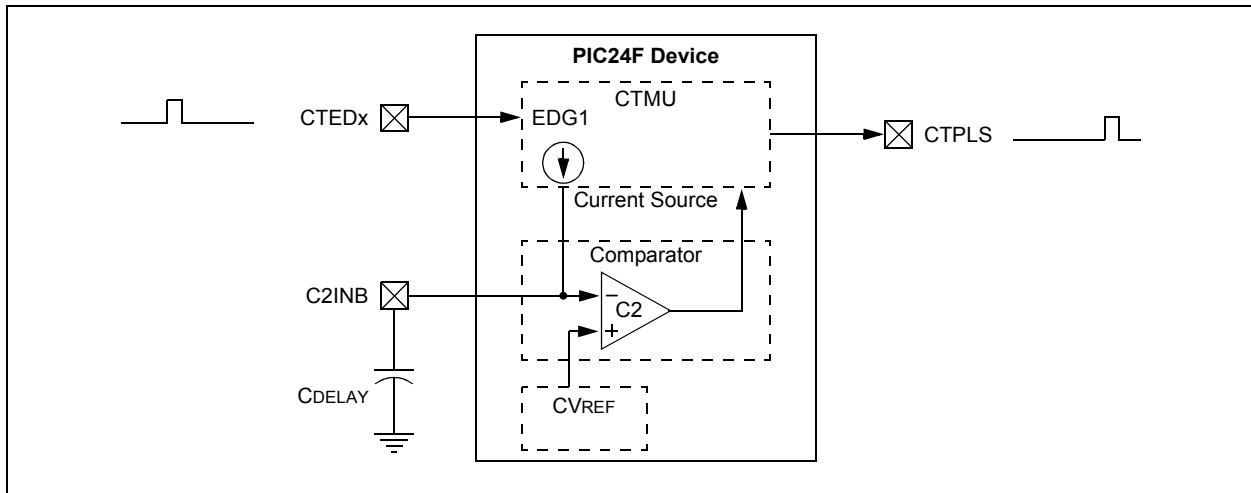 PIC24F Device
CTMU
CTEDx
EDG1
CTPLS
Current Source
Comparator
C2INB
−
C2
+
CDELAY
CVREF